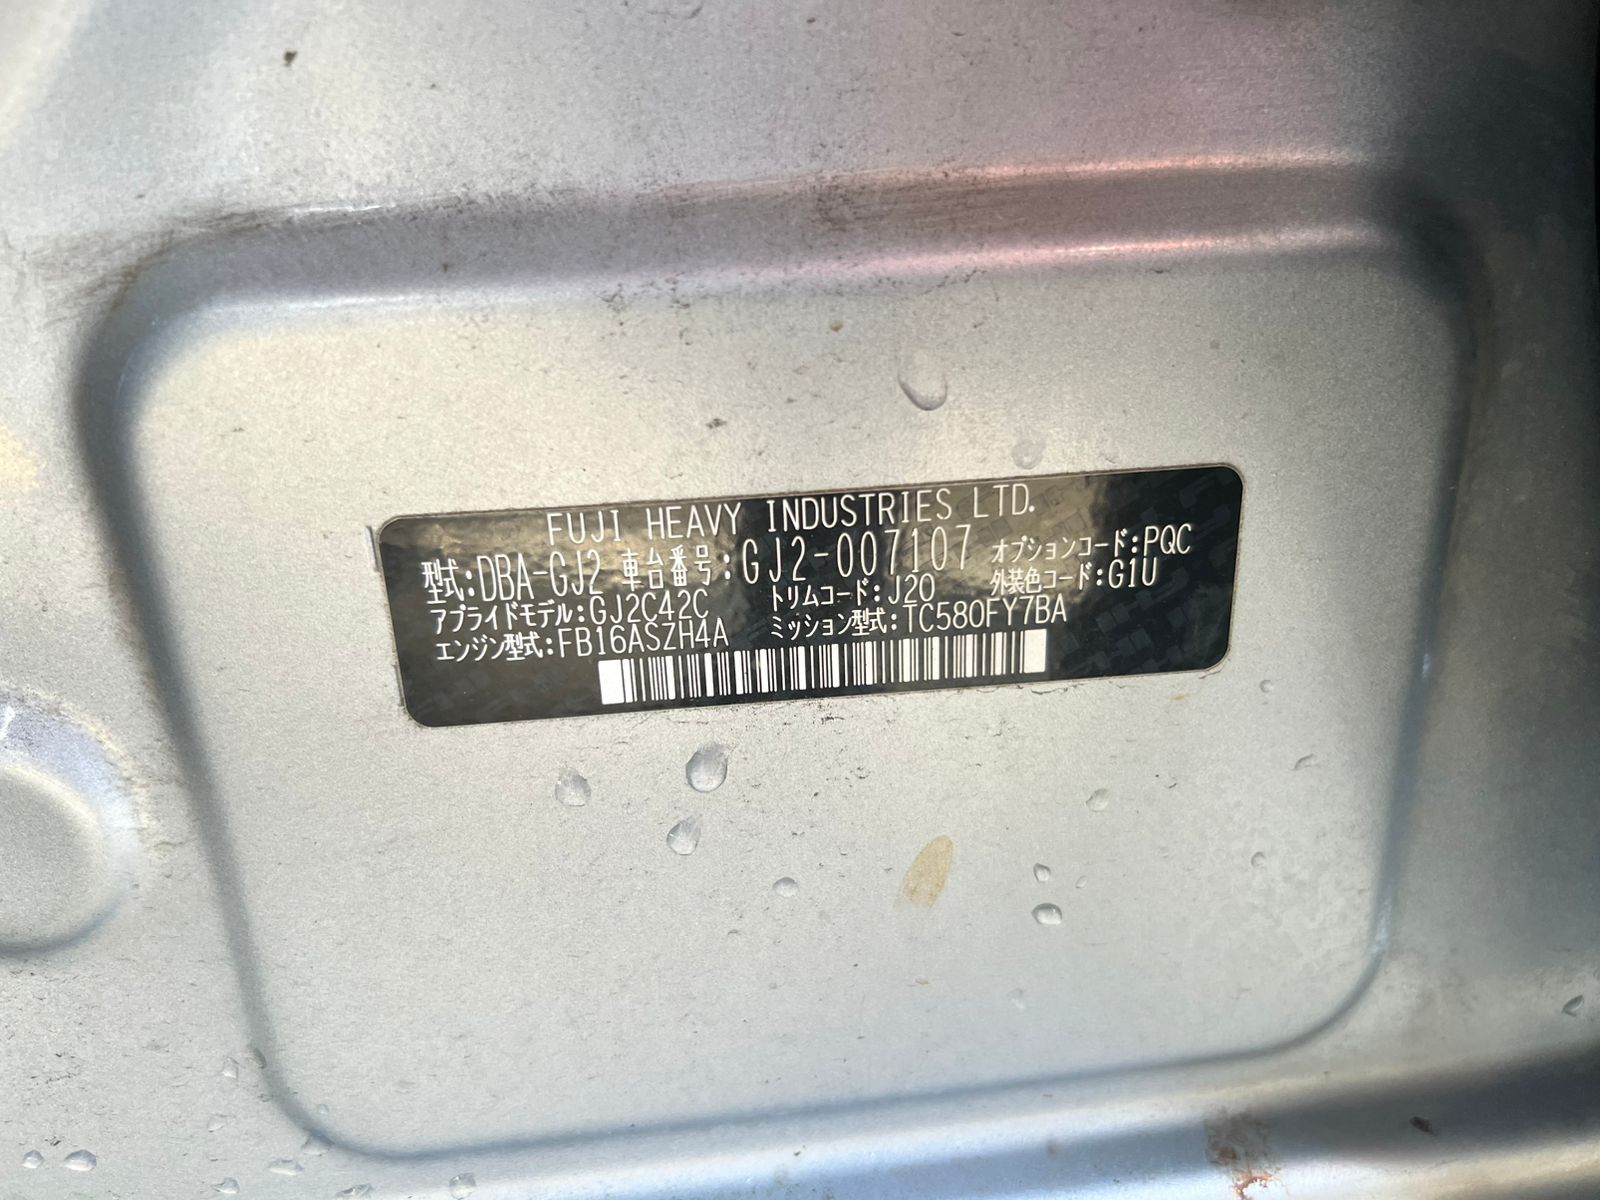 FUJI HEAVY INDUSTRIES LTD.
型式:DBA-GJ2 車台番号:GJ2-007107 オプションコード:PQC
アプライドモデル:GJ2C42C トリムコード:J20 外装色コード:G1U
エンジン型式:FB16ASZH4A ミッション型式:TC580FY7BA